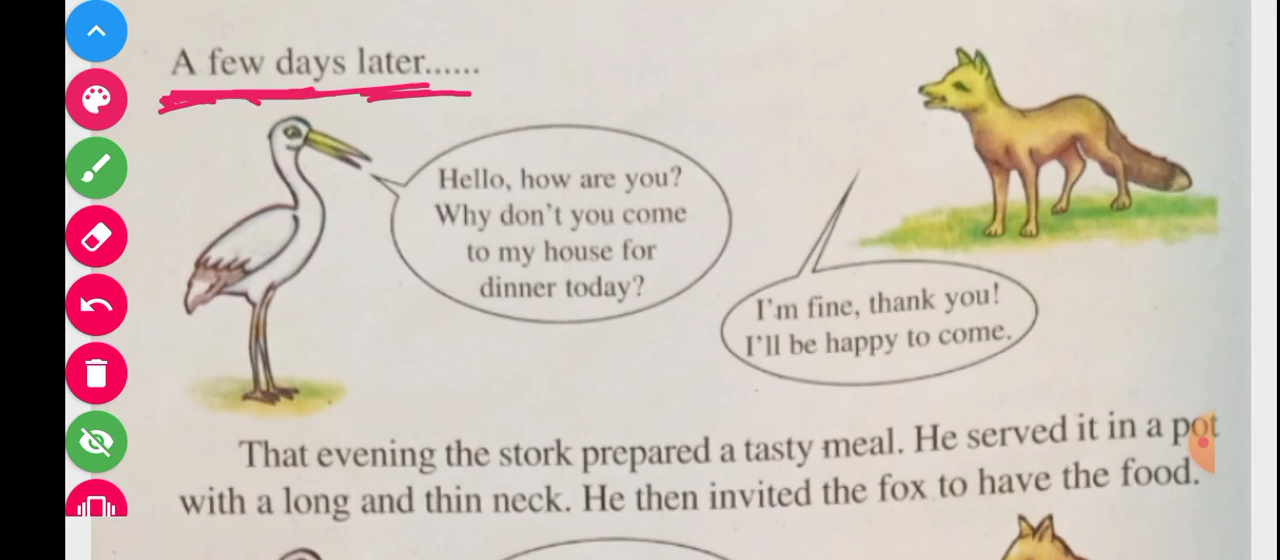 A few days later......
Hello, how are you?
Why don't you come
to my house for
dinner today?
I'm fine, thank you!
I'll be happy to come.
That evening the stork prepared a tasty meal. He served it in a pot
with a long and thin neck. He then invited the fox to have the food.